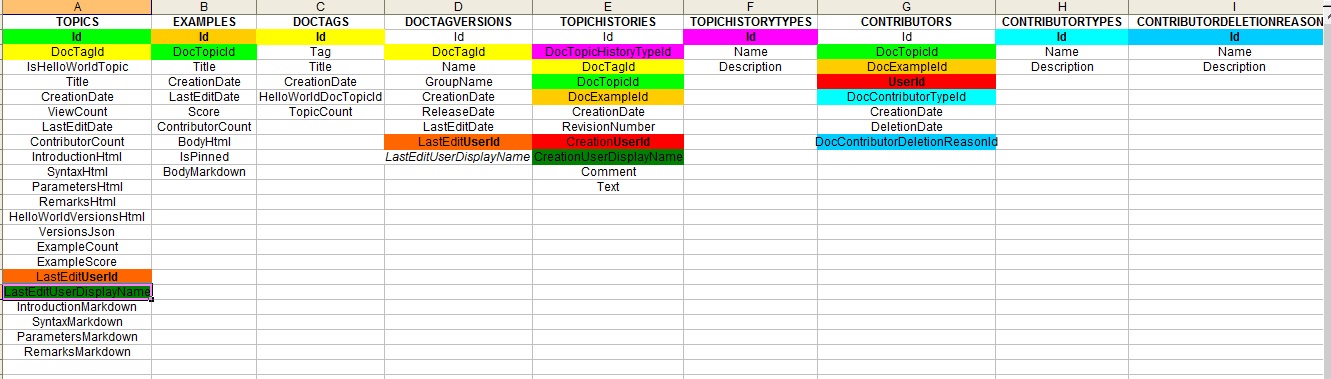 A B C D E F G H I
TOPICS EXAMPLES DOCTAGS DOCTAGVERSIONS TOPICHISTORIES TOPICHISTORYTYPES CONTRIBUTORS CONTRIBUTORTYPES CONTRIBUTORDELETIONREASON
Id Id Id Id Id Id Id Id Id
DocTagId DocTopicId Tag DocTagId DocTopicHistoryTypeId Name DocTopicId Name Name
IsHelloWorldTopic Title Title Name DocTagId Description DocExampleId Description Description
Title CreationDate CreationDate GroupName DocTopicId UserId
CreationDate LastEditDate HelloWorldDocTopicId CreationDate DocExampleId DocContributorTypeId
ViewCount Score TopicCount ReleaseDate CreationDate CreationDate
LastEditDate ContributorCount LastEditDate RevisionNumber DeletionDate
ContributorCount BodyHtml LastEditUserId CreationUserId DocContributorDeletionReasonId
IntroductionHtml IsPinned LastEditUserDisplayName CreationUserDisplayName
SyntaxHtml BodyMarkdown Comment
ParametersHtml Text
RemarksHtml
HelloWorldVersionsHtml
VersionsJson
ExampleCount
ExampleScore
LastEditUserId
LastEditUserDisplayName
IntroductionMarkdown
SyntaxMarkdown
ParametersMarkdown
RemarksMarkdown